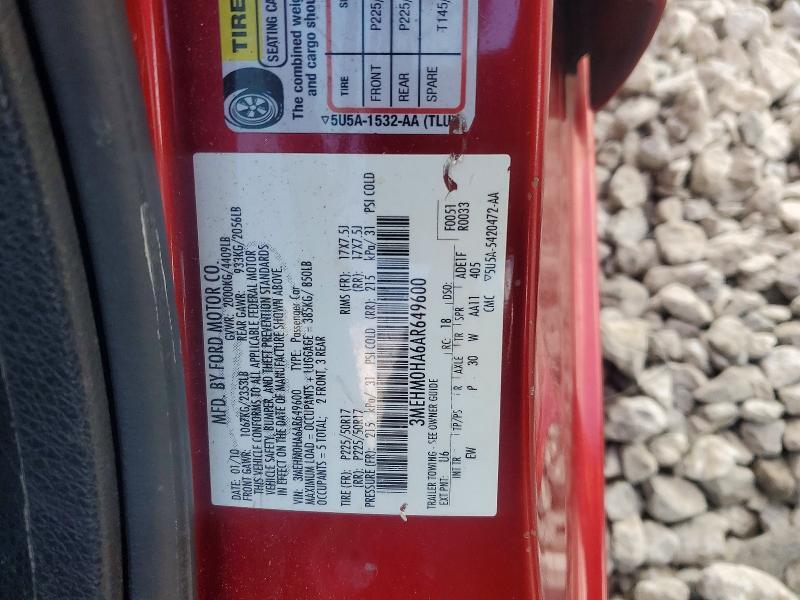 TIRE
SEATING CA
The combined weig
and cargo shou
TIRE
FRONT P225/
REAR P225/
SPARE T145/
▽5U5A-1532-AA (TLU
MFD. BY FORD MOTOR CO.
DATE: 01/10 GVWR: 2000KG/4409LB
FRONT GAWR: 1067KG/2353LB REAR GAWR: 933KG/2056LB
THIS VEHICLE CONFORMS TO ALL APPLICABLE FEDERAL MOTOR
VEHICLE SAFETY, BUMPER, AND THEFT PREVENTION STANDARDS
IN EFFECT ON THE DATE OF MANUFACTURE SHOWN ABOVE.
VIN: 3MEHM0HA6AR649600 TYPE: Passenger Car
MAXIMUM LOAD = OCCUPANTS + LUGGAGE = 385KG/ 850LB
OCCUPANTS = 5 TOTAL; 2 FRONT, 3 REAR
TIRE (FR): P225/50R17 RIMS (FR): 17X7.5J
(RR): P225/50R17 (RR): 17X7.5J
PRESSURE (FR): 215 kPa/ 31 PSI COLD (RR): 215 kPa/ 31 PSI COLD
3MEHM0HA6AR649600
F0051
R0033
TRAILER TOWING - SEE OWNER GUIDE
EXT PNT: U6 RC: 18 DSO:
INT TR TP/PS R AXLE TR SPR ADE1F
EW P 30 W AA11 405
CMC ▽5U5A-5420472-AA